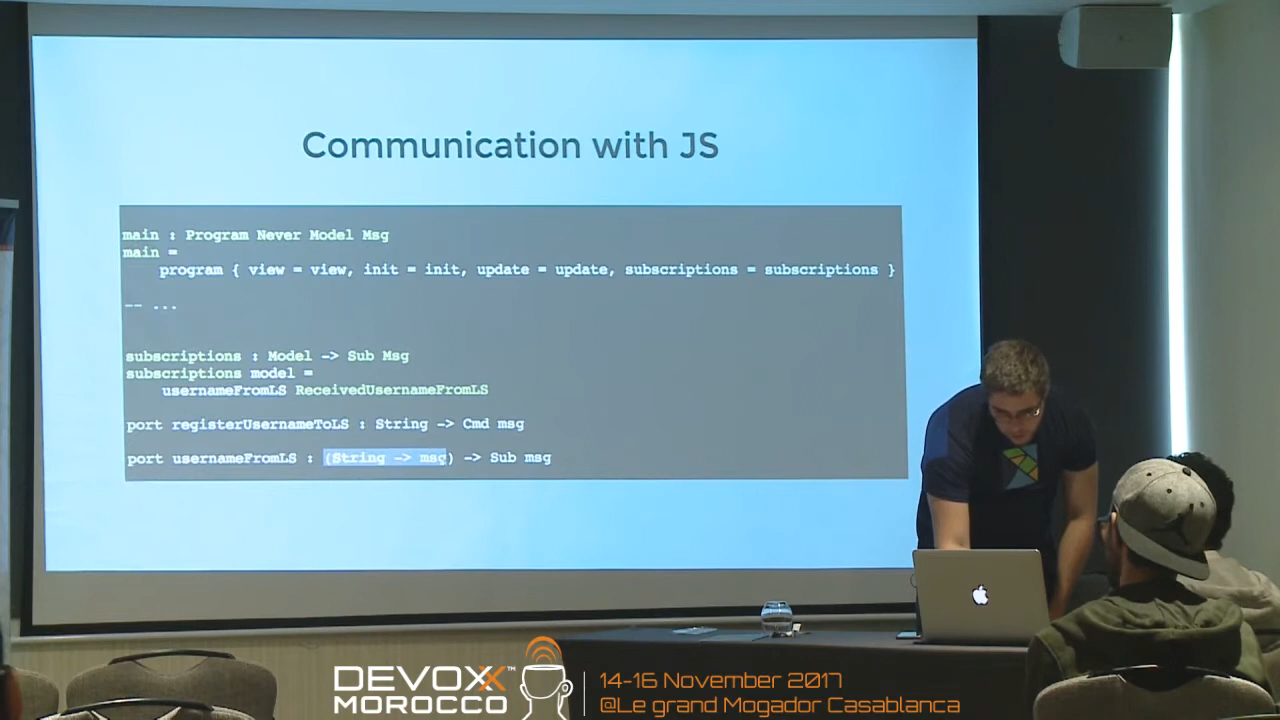 Communication with JS
main : Program Never Model Msg
main =
program { view = view, init = init, update = update, subscriptions = subscriptions }
-- ...
subscriptions : Model -> Sub Msg
subscriptions model =
usernameFromLS ReceivedUsernameFromLS
port registerUsernameToLS : String -> Cmd msg
port usernameFromLS : (String -> msg) -> Sub msg
DEVOXX™
MOROCCO
14-16 November 2017
@Le grand Mogador Casablanca